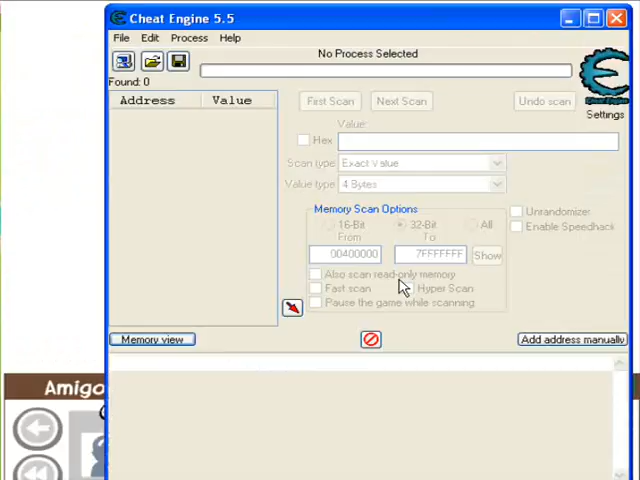 Cheat Engine 5.5
File Edit Process Help
No Process Selected
Found: 0
Address Value
First Scan Next Scan Undo scan
Cheat Engine
Settings
Value:
Hex
Scan type Exact Value
Value type 4 Bytes
Memory Scan Options
16-Bit 32-Bit All
From To
00400000 7FFFFFFF Show
Unrandomizer
Enable Speedhack
Also scan read-only memory
Fast scan Hyper Scan
Pause the game while scanning
Memory view Add address manually
Amigo